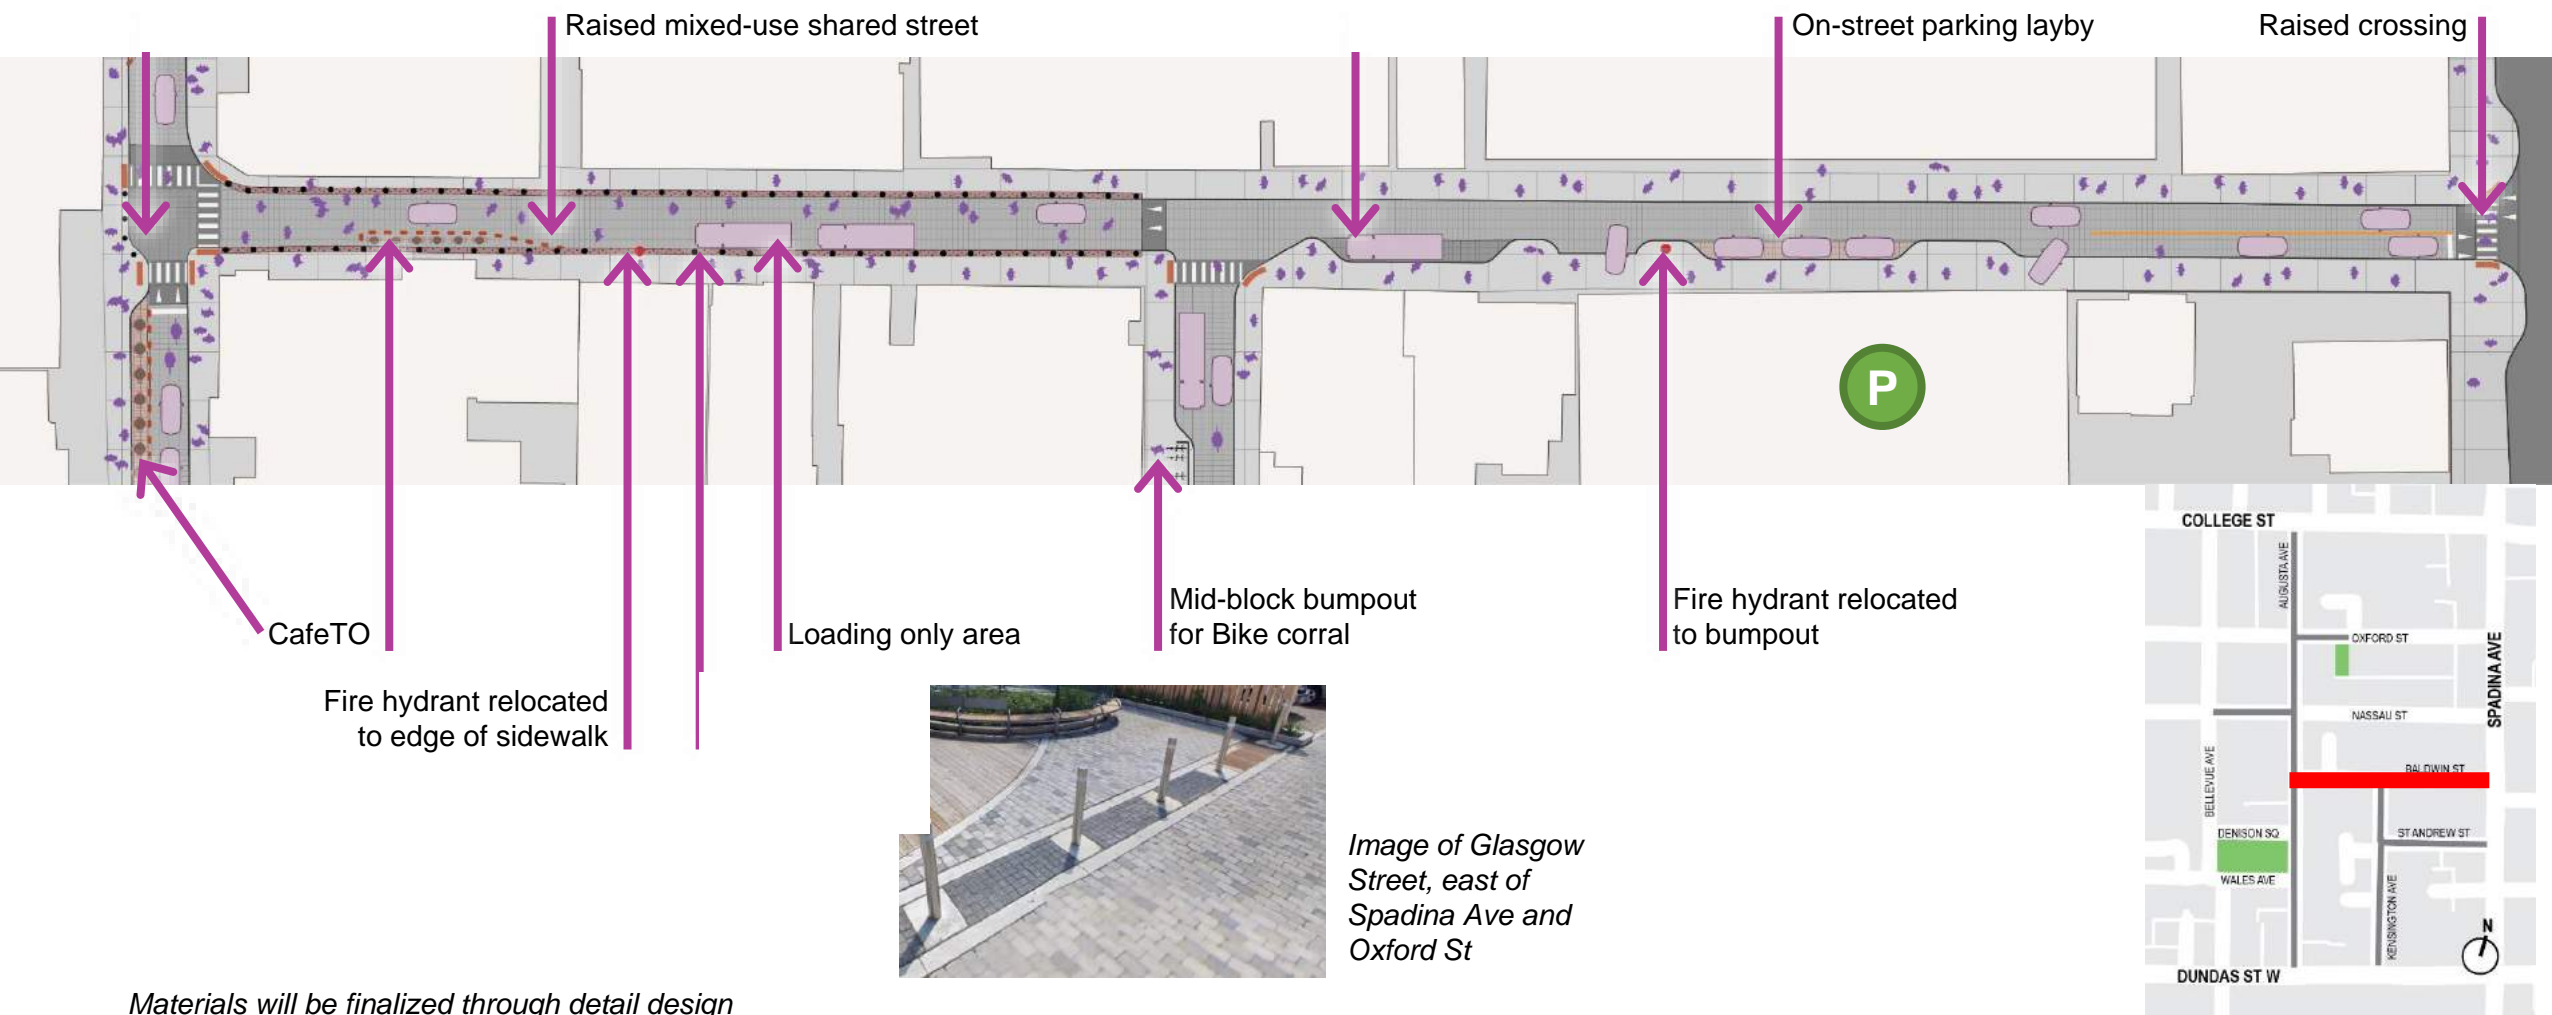 Raised mixed-use shared street
On-street parking layby
Raised crossing
P
CafeTO
Loading only area
Mid-block bumpout
for Bike corral
Fire hydrant relocated
to bumpout
Fire hydrant relocated
to edge of sidewalk
Image of Glasgow
Street, east of
Spadina Ave and
Oxford St
COLLEGE ST
AUGUSTA AVE
OXFORD ST
SPADINA AVE
NASSAU ST
BELLEVUE AVE
BALDWIN ST
DENISON SQ
ST ANDREW ST
WALES AVE
KENSINGTON AVE
N
DUNDAS ST W
Materials will be finalized through detail design